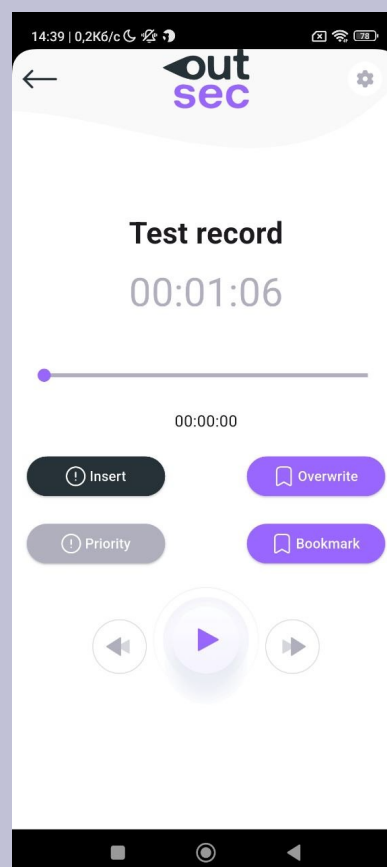 14:39 | 0,2Кб/с 78
out
sec
Test record
00:01:06
00:00:00
Insert
Overwrite
Priority
Bookmark